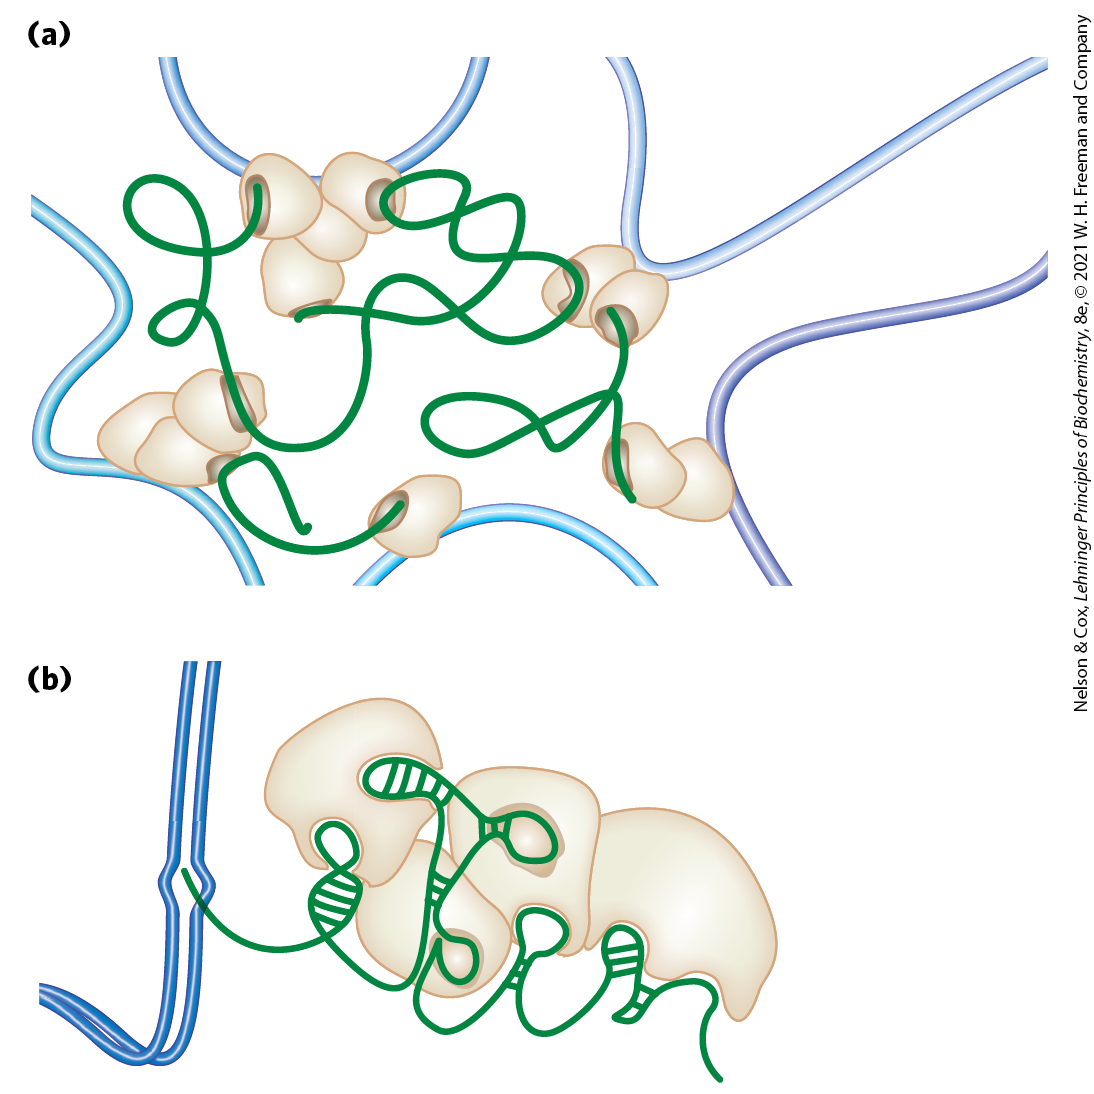 (a)
(b)
Nelson & Cox, Lehninger Principles of Biochemistry, 8e, © 2021 W. H. Freeman and Company